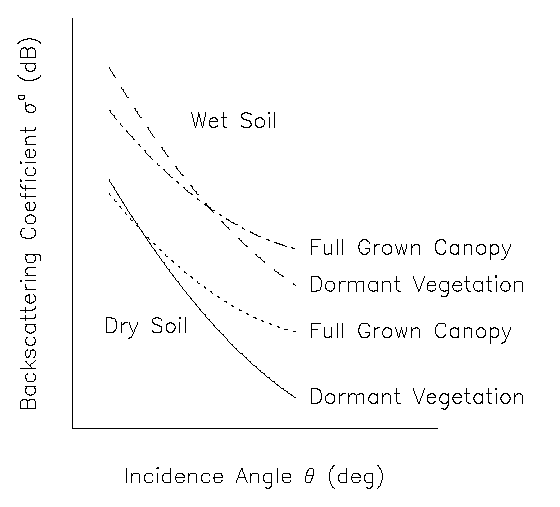 Backscattering Coefficient σ° (dB)
Wet Soil
Full Grown Canopy
Dormant Vegetation
Dry Soil
Full Grown Canopy
Dormant Vegetation
Incidence Angle θ (deg)